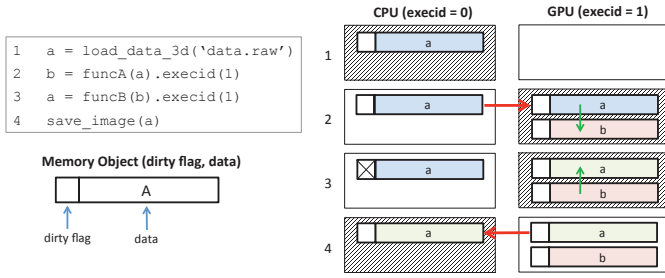 CPU (execid = 0)
GPU (execid = 1)
1 a = load_data_3d(‘data.raw’)
2 b = funcA(a).execid(1)
3 a = funcB(b).execid(1)
4 save_image(a)
Memory Object (dirty flag, data)
A
dirty flag
data
1
a
2
a
a
b
3
a
a
b
4
a
a
b